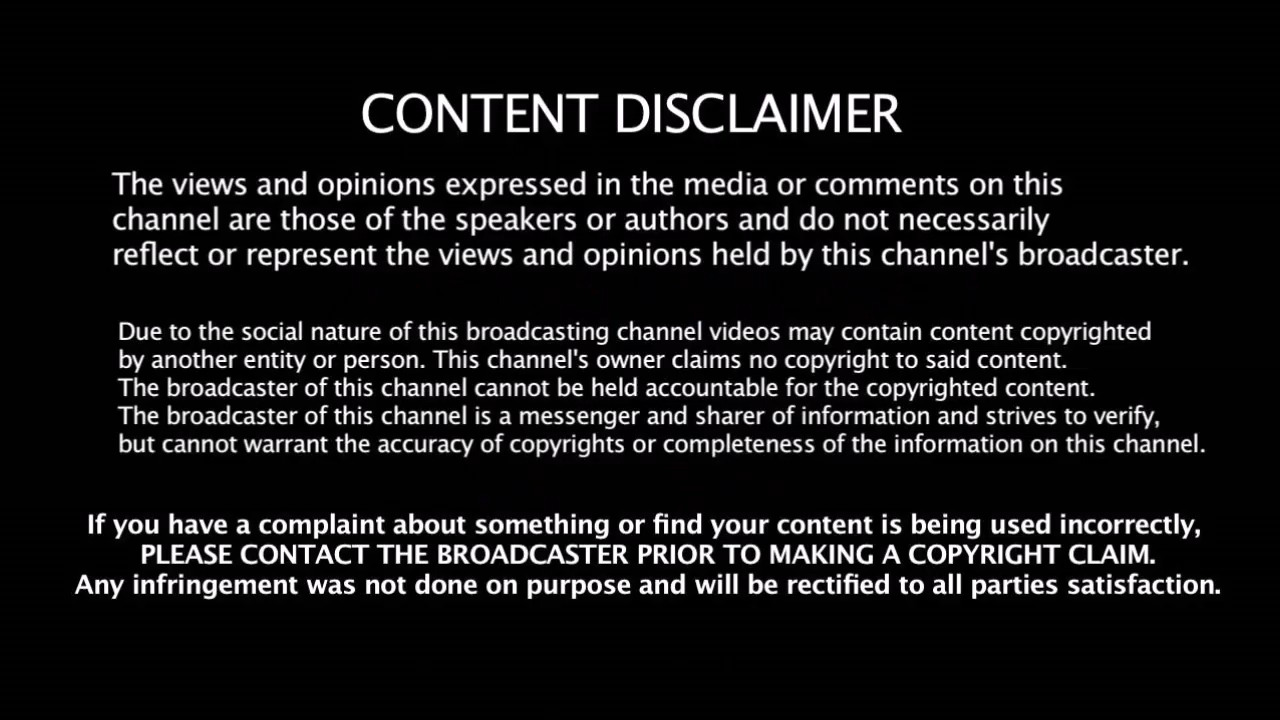 CONTENT DISCLAIMER
The views and opinions expressed in the media or comments on this
channel are those of the speakers or authors and do not necessarily
reflect or represent the views and opinions held by this channel's broadcaster.
Due to the social nature of this broadcasting channel videos may contain content copyrighted
by another entity or person. This channel's owner claims no copyright to said content.
The broadcaster of this channel cannot be held accountable for the copyrighted content.
The broadcaster of this channel is a messenger and sharer of information and strives to verify,
but cannot warrant the accuracy of copyrights or completeness of the information on this channel.
If you have a complaint about something or find your content is being used incorrectly,
PLEASE CONTACT THE BROADCASTER PRIOR TO MAKING A COPYRIGHT CLAIM.
Any infringement was not done on purpose and will be rectified to all parties satisfaction.